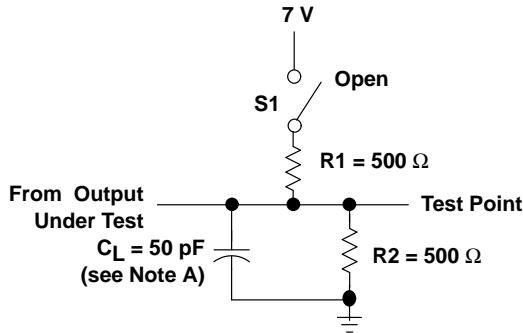 7 V
Open
S1
R1 = 500 Ω
From Output
Under Test
Test Point
CL = 50 pF
(see Note A)
R2 = 500 Ω